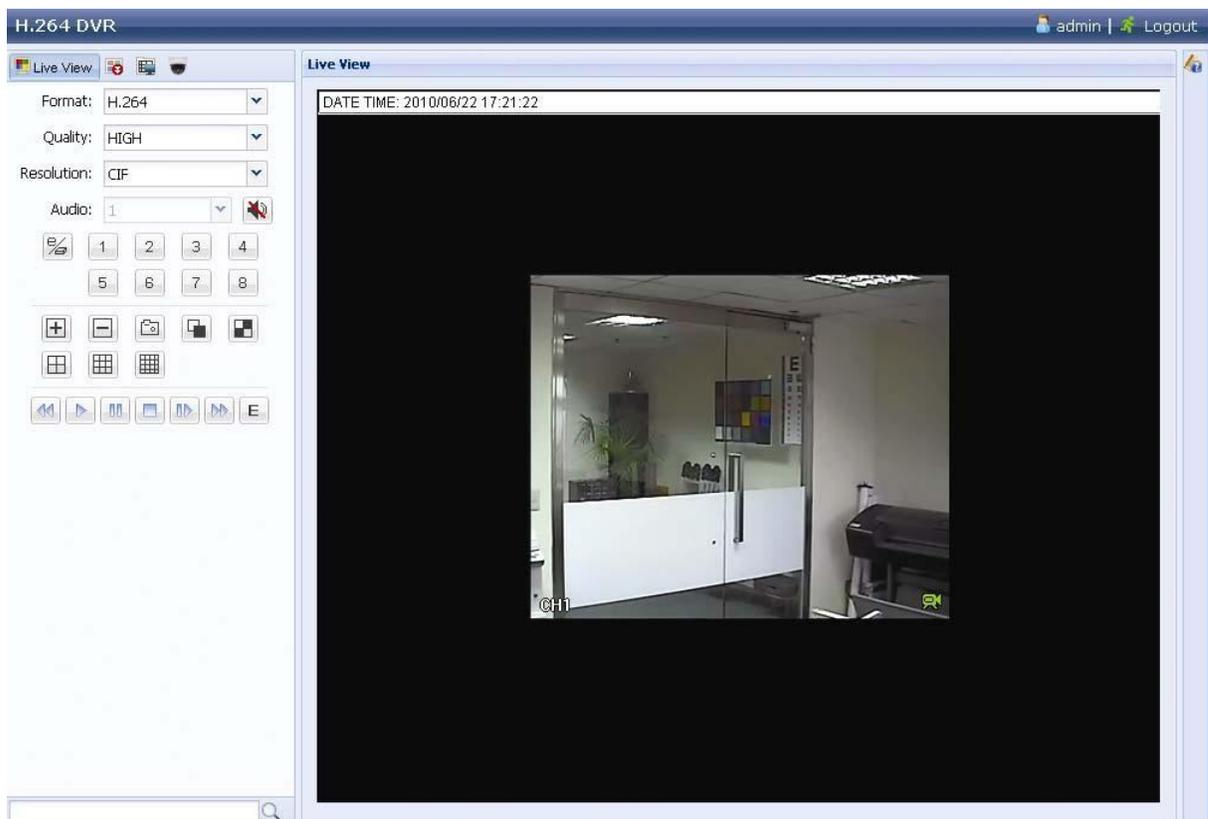 H.264 DVR
admin | Logout
Live View
Format: H.264
Quality: HIGH
Resolution: CIF
Audio: 1
1 2 3 4
5 6 7 8
E
Live View
DATE TIME: 2010/06/22 17:21:22
E
CH1